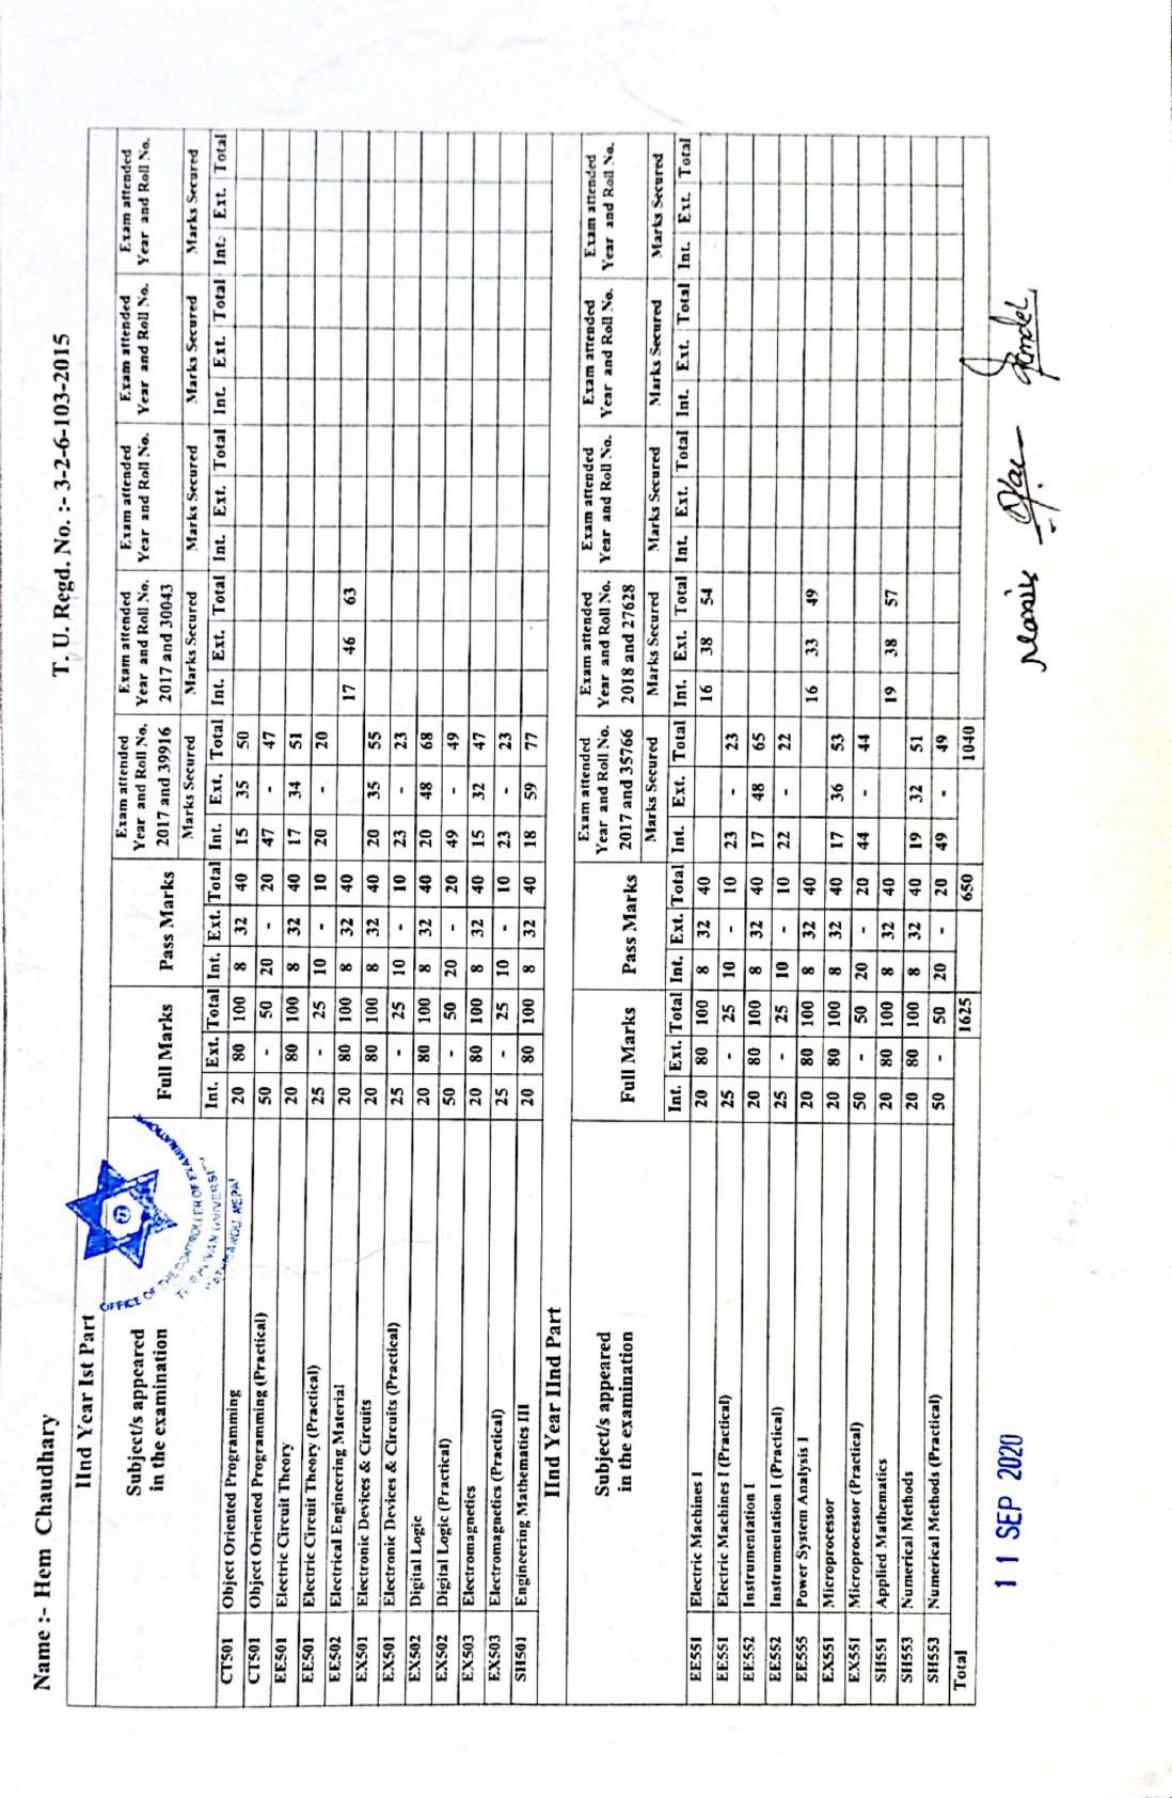 Name :- Hem Chaudhary
T. U. Regd. No. :- 3-2-6-103-2015
IInd Year Ist Part
OFFICE OF THE CONTROLLER OF EXAMINATIONS
TRIBHUVAN UNIVERSITY
KATHMANDU, NEPAL
Subject/s appeared in the examination | Full Marks | Pass Marks | Exam attended Year and Roll No. 2017 and 39916 | Exam attended Year and Roll No. 2017 and 30043 | Exam attended Year and Roll No. | Exam attended Year and Roll No. | Exam attended Year and Roll No.
Marks Secured | Marks Secured | Marks Secured | Marks Secured | Marks Secured
Int. Ext. Total Int. Ext. Total Int. Ext. Total Int. Ext. Total Int. Ext. Total Int. Ext. Total Int. Ext. Total
CT501 Object Oriented Programming 20 80 100 8 32 40 15 35 50
CT501 Object Oriented Programming (Practical) 50 - 50 20 - 20 47 - 47
EE501 Electric Circuit Theory 20 80 100 8 32 40 17 34 51
EE501 Electric Circuit Theory (Practical) 25 - 25 10 - 10 20 - 20
EE502 Electrical Engineering Material 20 80 100 8 32 40 17 46 63
EX501 Electronic Devices & Circuits 20 80 100 8 32 40 20 35 55
EX501 Electronic Devices & Circuits (Practical) 25 - 25 10 - 10 23 - 23
EX502 Digital Logic 20 80 100 8 32 40 20 48 68
EX502 Digital Logic (Practical) 50 - 50 20 - 20 49 - 49
EX503 Electromagnetics 20 80 100 8 32 40 15 32 47
EX503 Electromagnetics (Practical) 25 - 25 10 - 10 23 - 23
SH501 Engineering Mathematics III 20 80 100 8 32 40 18 59 77
IInd Year IInd Part
Subject/s appeared in the examination | Full Marks | Pass Marks | Exam attended Year and Roll No. 2017 and 35766 | Exam attended Year and Roll No. 2018 and 27628 | Exam attended Year and Roll No. | Exam attended Year and Roll No. | Exam attended Year and Roll No.
Marks Secured | Marks Secured | Marks Secured | Marks Secured | Marks Secured
Int. Ext. Total Int. Ext. Total Int. Ext. Total Int. Ext. Total Int. Ext. Total Int. Ext. Total Int. Ext. Total
EE551 Electric Machines I 20 80 100 8 32 40 16 38 54
EE551 Electric Machines I (Practical) 25 - 25 10 - 10 23 - 23
EE552 Instrumentation I 20 80 100 8 32 40 17 48 65
EE552 Instrumentation I (Practical) 25 - 25 10 - 10 22 - 22
EE555 Power System Analysis I 20 80 100 8 32 40 16 33 49
EX551 Microprocessor 20 80 100 8 32 40 17 36 53
EX551 Microprocessor (Practical) 50 - 50 20 - 20 44 - 44
SH551 Applied Mathematics 20 80 100 8 32 40 19 38 57
SH553 Numerical Methods 20 80 100 8 32 40 19 32 51
SH553 Numerical Methods (Practical) 50 - 50 20 - 20 49 - 49
Total 1625 650 1040
11 SEP 2020